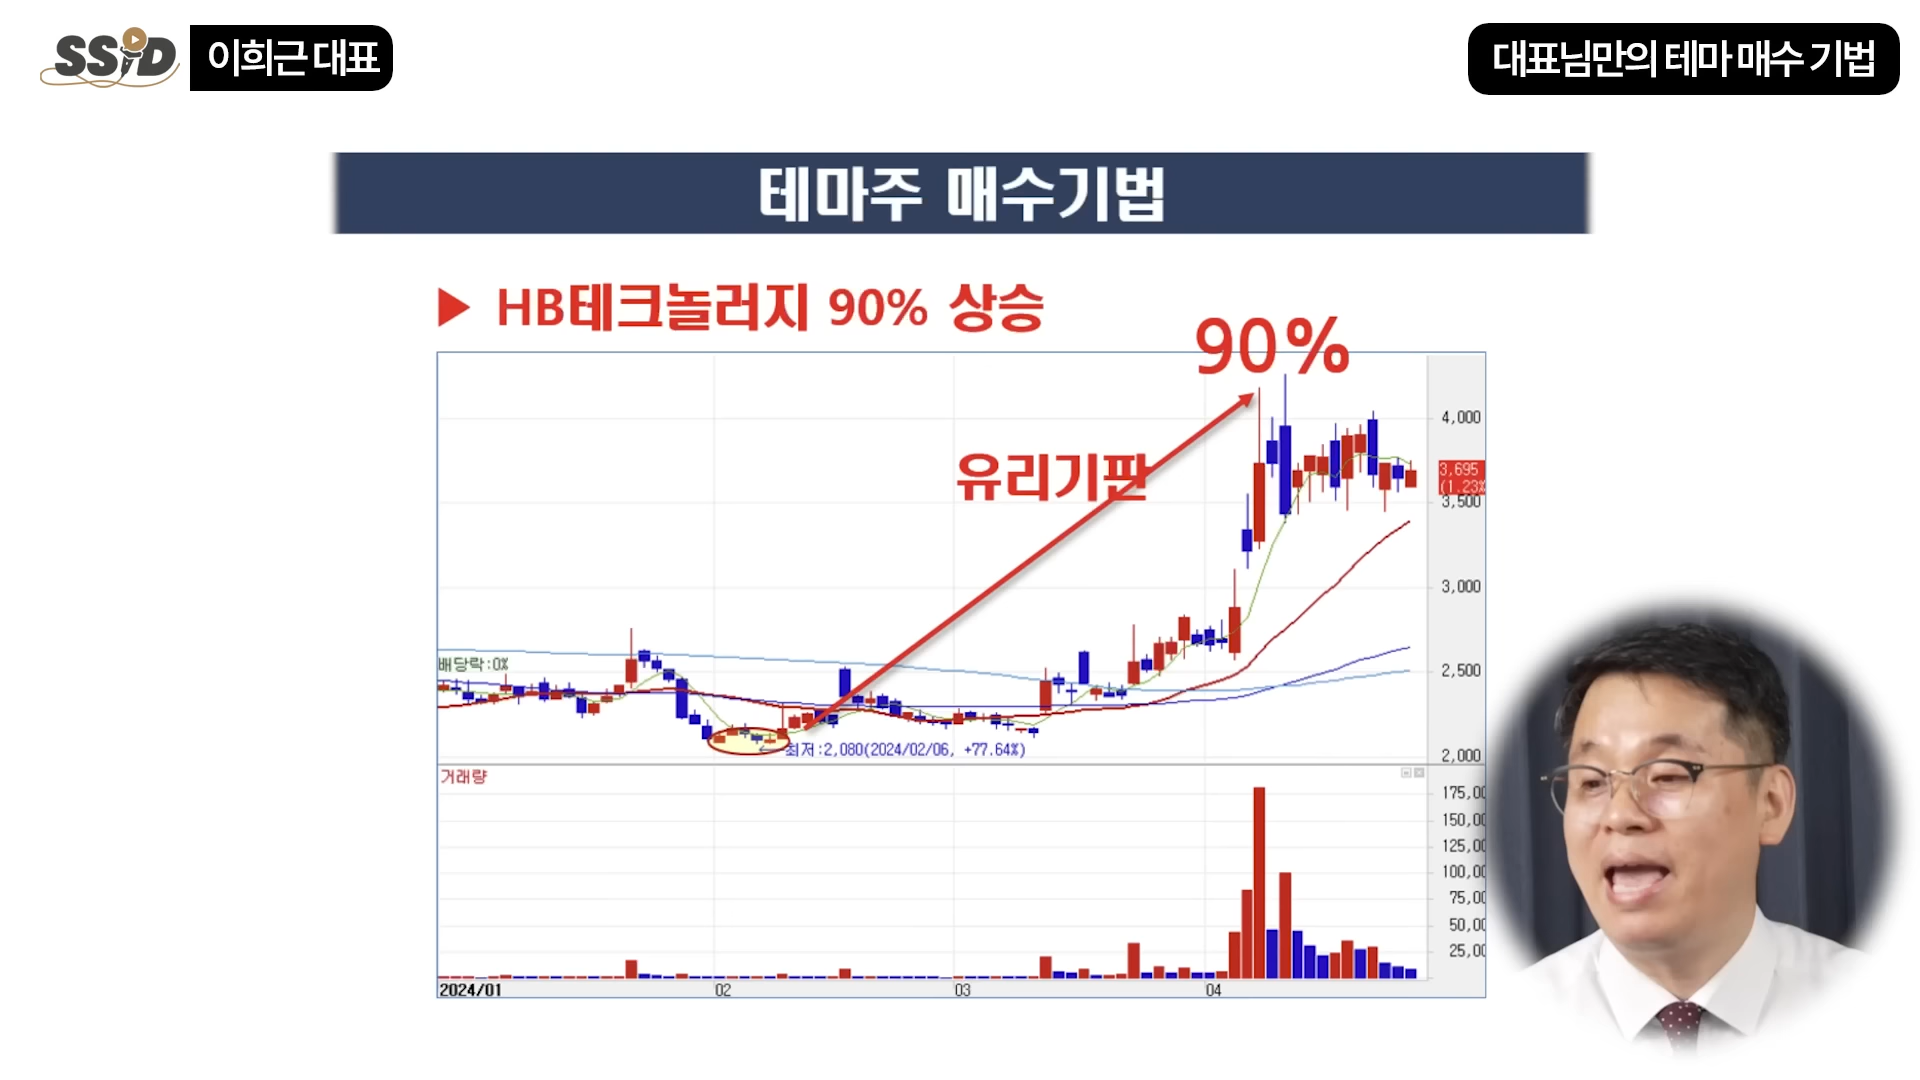 SSiD
이희근 대표
대표님만의 테마 매수 기법
테마주 매수기법
▶ HB테크놀러지 90% 상승
90%
유리기판
4,000
3,695
(1.23%
3,500
3,000
배당락:0%
2,500
최저:2,080(2024/02/06, +77.64%)
2,000
거래량
175,00
150,00
125,00
100,00
75,00
50,00
25,00
2024/01
02
03
04